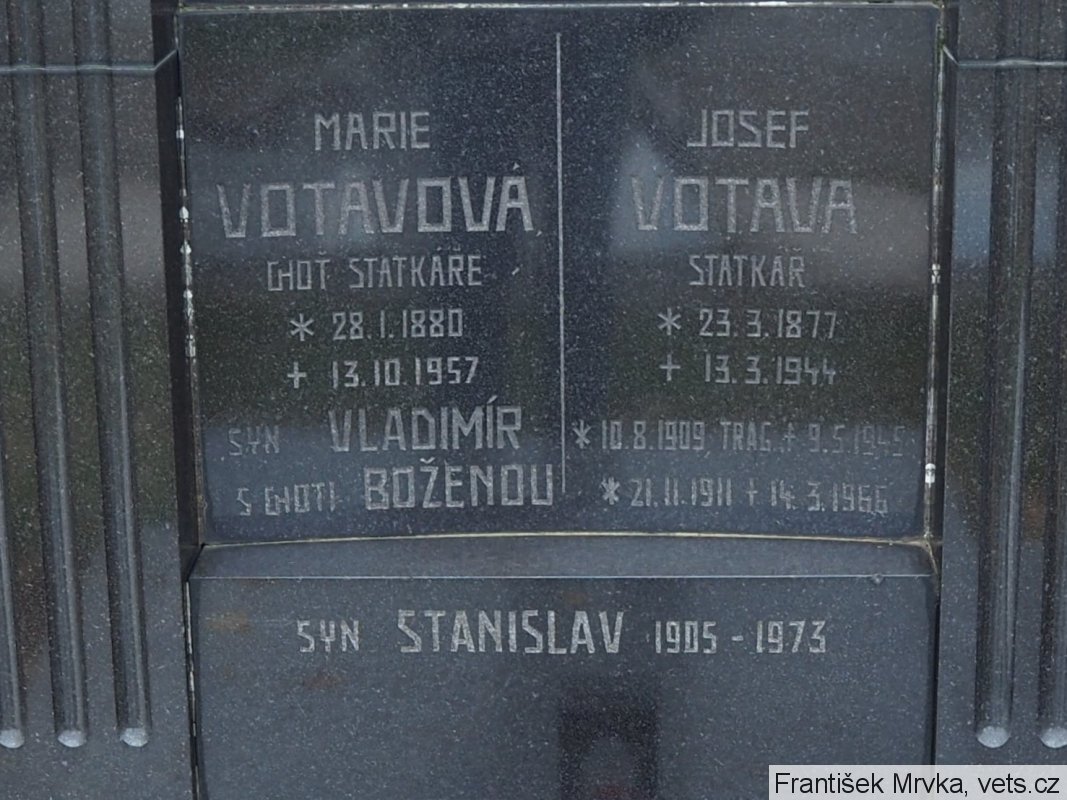 MARIE
VOTAVOVÁ
CHOŤ STATKÁŘE
* 28.1.1880
+ 13.10.1957
JOSEF
VOTAVA
STATKÁŘ
* 23.3.1877
+ 13.3.1944
SYN VLADIMÍR * 10.8.1909 TRAG. + 9.5.1945
S CHOTÍ BOŽENOU * 21.11.1911 + 14.3.1966
SYN STANISLAV 1905 - 1973
František Mrvka, vets.cz